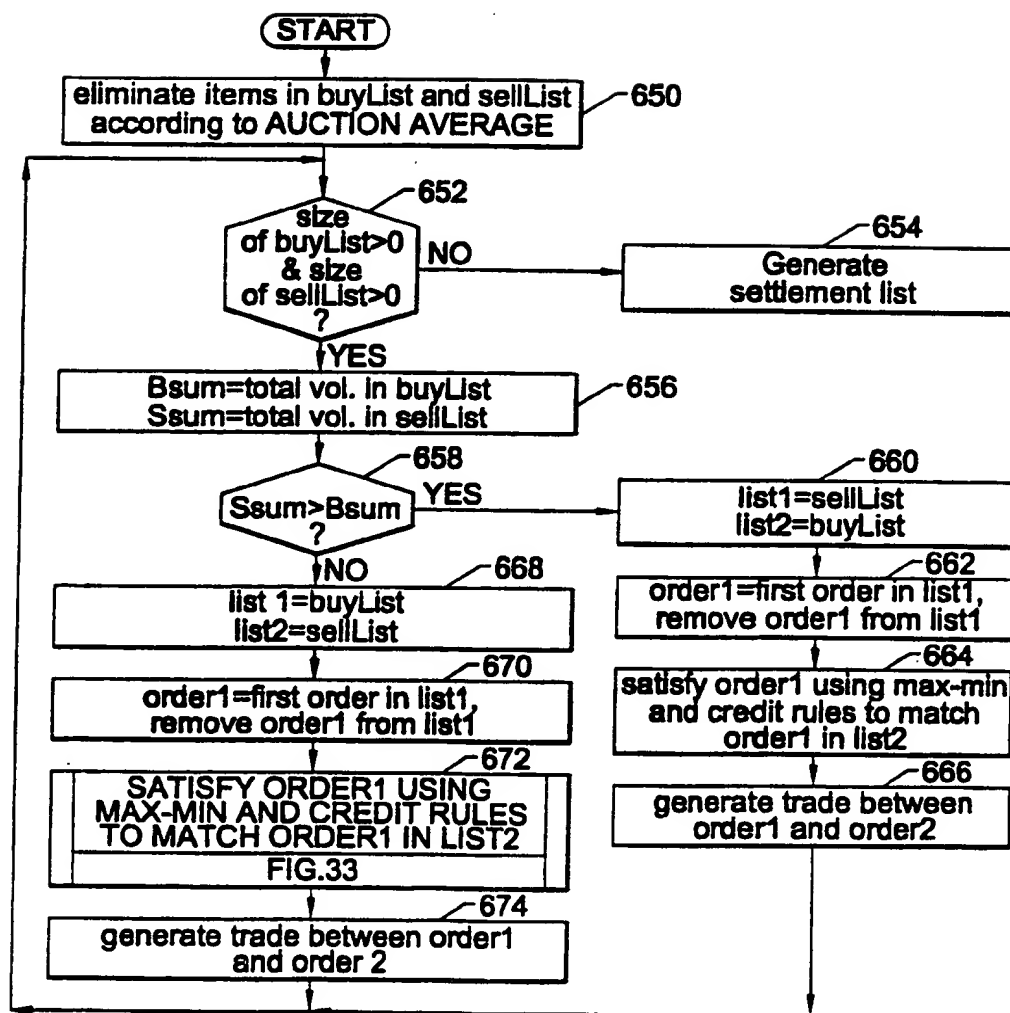 START
eliminate items in buyList and sellList
according to AUCTION AVERAGE
650
652
size
of buyList>0
& size
of sellList>0
?
NO
654
Generate
settlement list
YES
Bsum=total vol. in buyList
Ssum=total vol. in sellList
656
658
Ssum>Bsum
?
YES
660
list1=sellList
list2=buyList
NO
668
list 1=buyList
list2=sellList
662
order1=first order in list1,
remove order1 from list1
670
order1=first order in list1,
remove order1 from list1
664
satisfy order1 using max-min
and credit rules to match
order1 in list2
672
SATISFY ORDER1 USING
MAX-MIN AND CREDIT RULES
TO MATCH ORDER1 IN LIST2
FIG.33
666
generate trade between
order1 and order2
674
generate trade between order1
and order 2